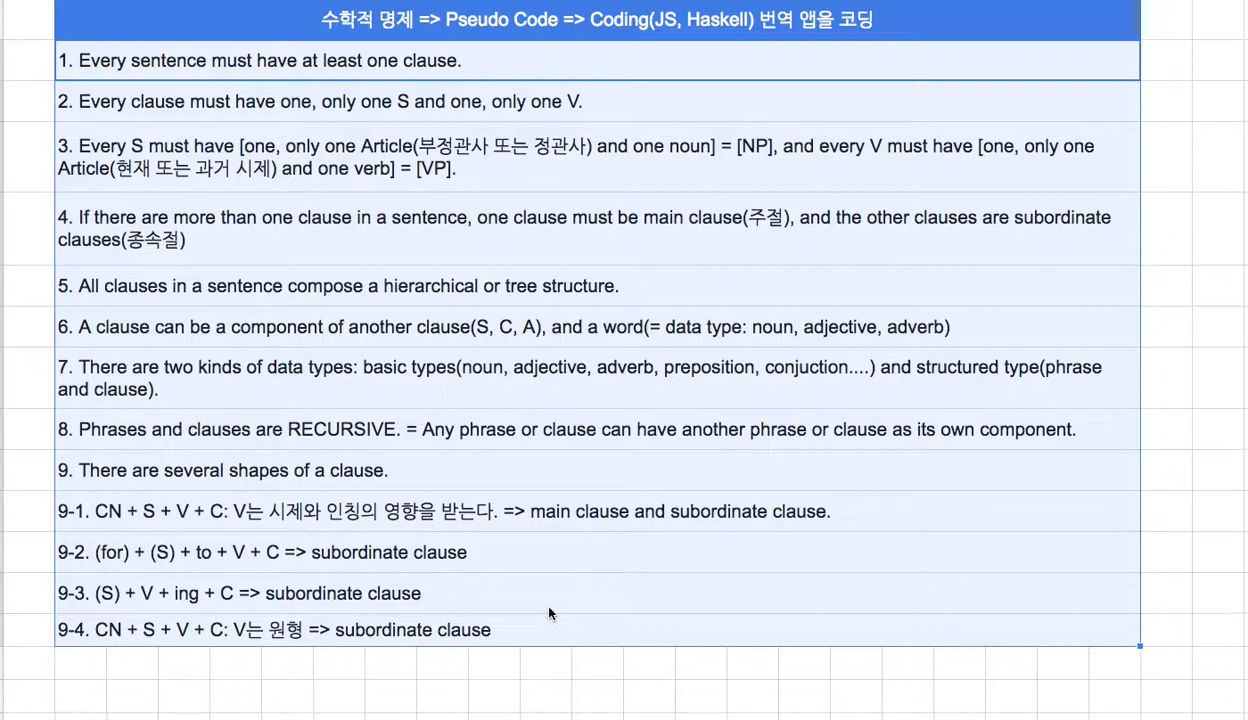 수학적 명제 => Pseudo Code => Coding(JS, Haskell) 번역 앱을 코딩
1. Every sentence must have at least one clause.
2. Every clause must have one, only one S and one, only one V.
3. Every S must have [one, only one Article(부정관사 또는 정관사) and one noun] = [NP], and every V must have [one, only one
Article(현재 또는 과거 시제) and one verb] = [VP].
4. If there are more than one clause in a sentence, one clause must be main clause(주절), and the other clauses are subordinate
clauses(종속절)
5. All clauses in a sentence compose a hierarchical or tree structure.
6. A clause can be a component of another clause(S, C, A), and a word(= data type: noun, adjective, adverb)
7. There are two kinds of data types: basic types(noun, adjective, adverb, preposition, conjuction....) and structured type(phrase
and clause).
8. Phrases and clauses are RECURSIVE. = Any phrase or clause can have another phrase or clause as its own component.
9. There are several shapes of a clause.
9-1. CN + S + V + C: V는 시제와 인칭의 영향을 받는다. => main clause and subordinate clause.
9-2. (for) + (S) + to + V + C => subordinate clause
9-3. (S) + V + ing + C => subordinate clause
9-4. CN + S + V + C: V는 원형 => subordinate clause